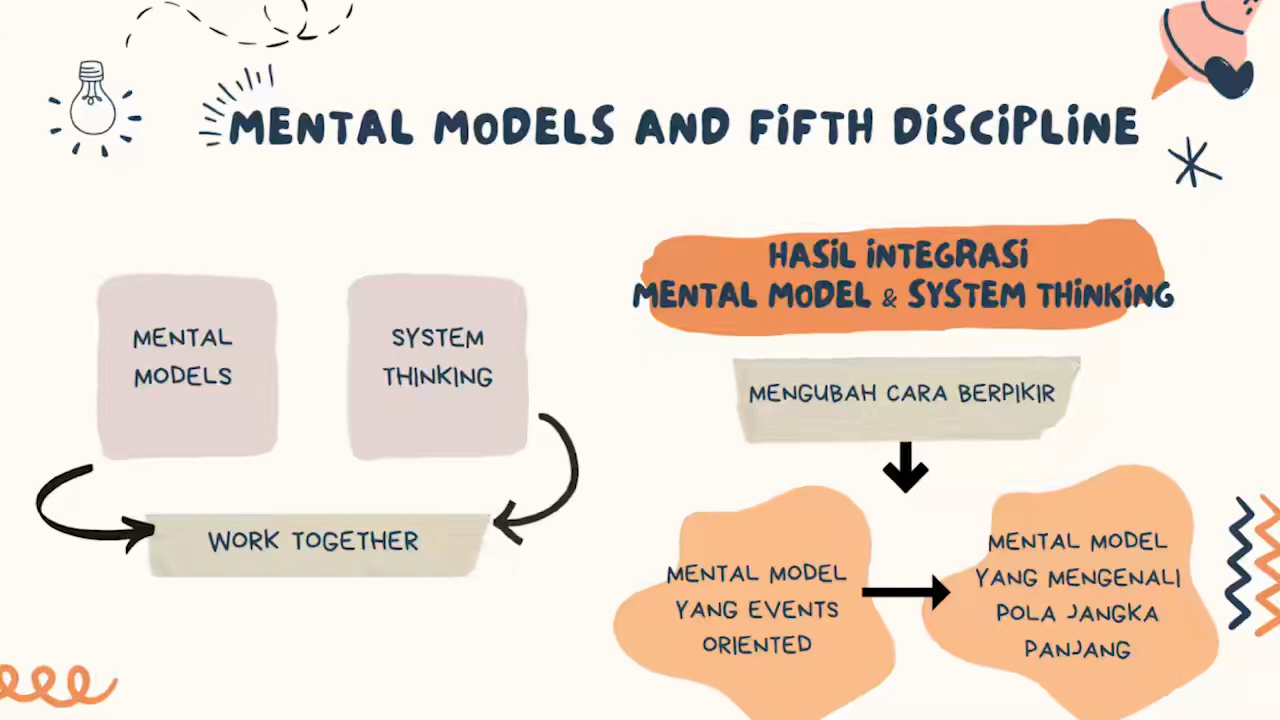 MENTAL MODELS AND FIFTH DISCIPLINE
MENTAL
MODELS
SYSTEM
THINKING
WORK TOGETHER
HASIL INTEGRASI
MENTAL MODEL & SYSTEM THINKING
MENGUBAH CARA BERPIKIR
MENTAL MODEL
YANG EVENTS
ORIENTED
MENTAL MODEL
YANG MENGENALI
POLA JANGKA
PANJANG